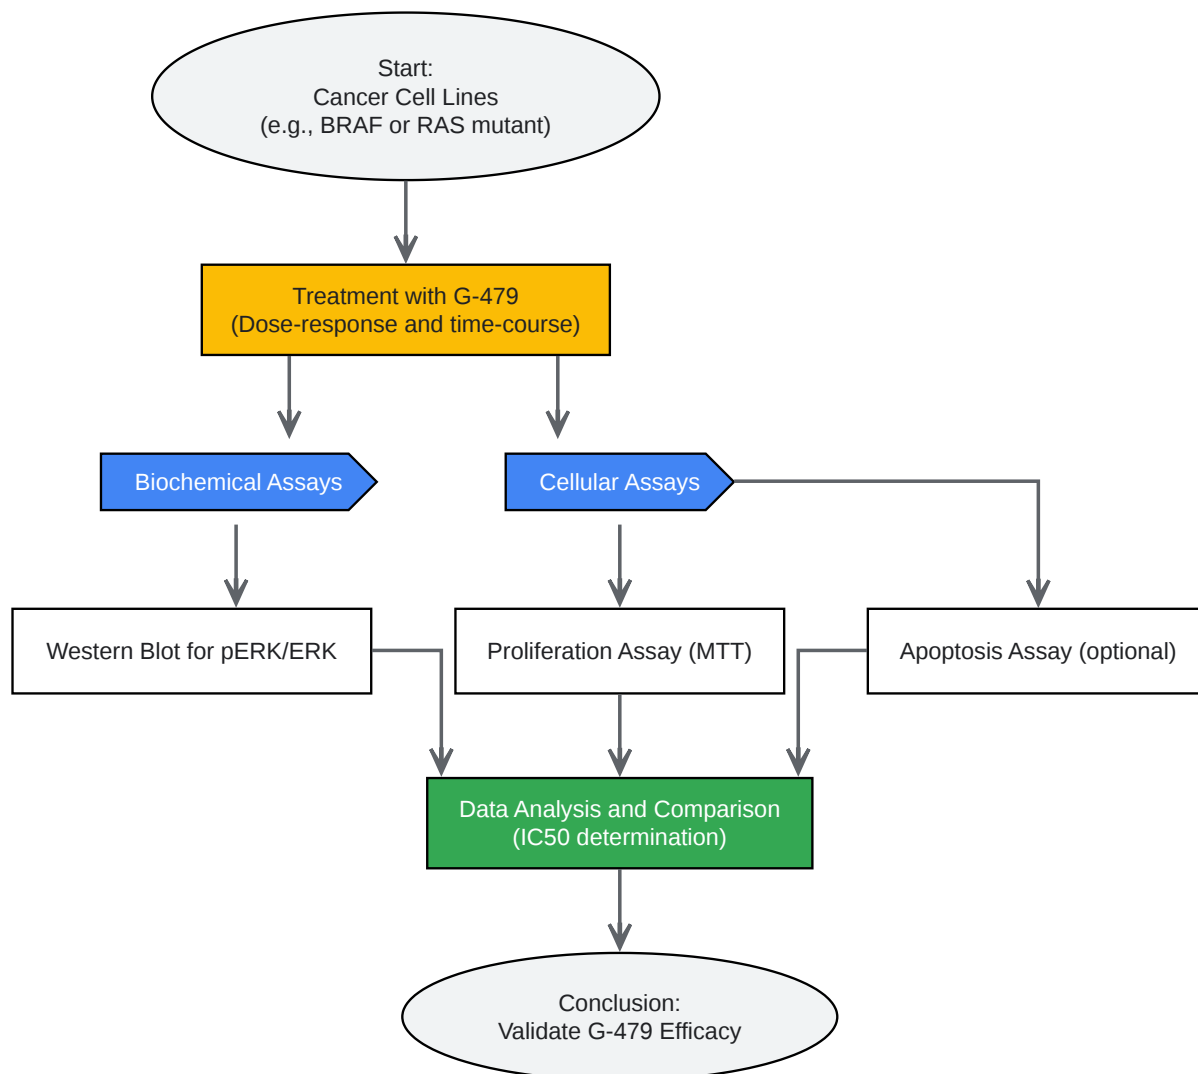 Start:
Cancer Cell Lines
(e.g., BRAF or RAS mutant)
Treatment with G-479
(Dose-response and time-course)
Biochemical Assays
Cellular Assays
Western Blot for pERK/ERK
Proliferation Assay (MTT)
Apoptosis Assay (optional)
Data Analysis and Comparison
(IC50 determination)
Conclusion:
Validate G-479 Efficacy